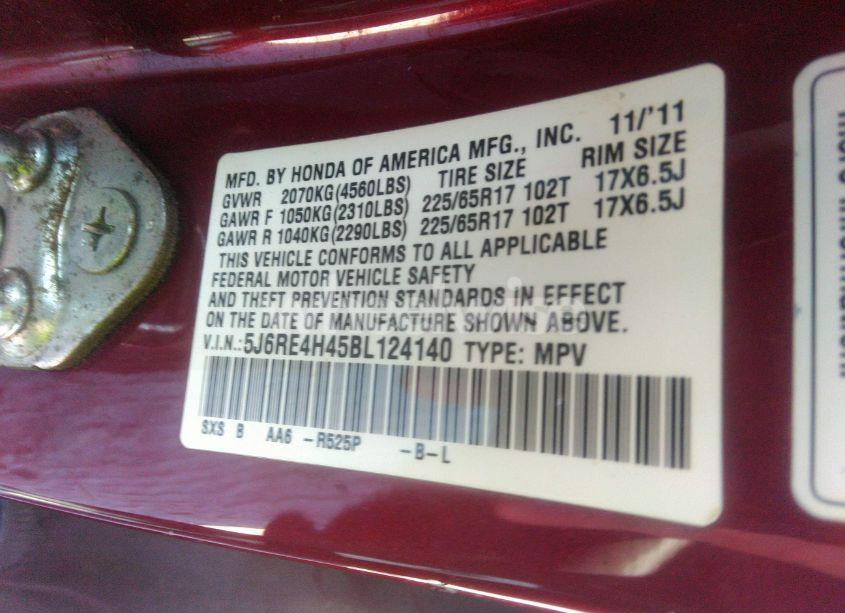 MFD. BY HONDA OF AMERICA MFG., INC. 11/'11
GVWR 2070KG(4560LBS) TIRE SIZE RIM SIZE
GAWR F 1050KG(2310LBS) 225/65R17 102T 17X6.5J
GAWR R 1040KG(2290LBS) 225/65R17 102T 17X6.5J
THIS VEHICLE CONFORMS TO ALL APPLICABLE
FEDERAL MOTOR VEHICLE SAFETY
AND THEFT PREVENTION STANDARDS IN EFFECT
ON THE DATE OF MANUFACTURE SHOWN ABOVE.
V.I.N.:5J6RE4H45BL124140 TYPE: MPV
SXS B AA6 -R525P -B-L
more information.